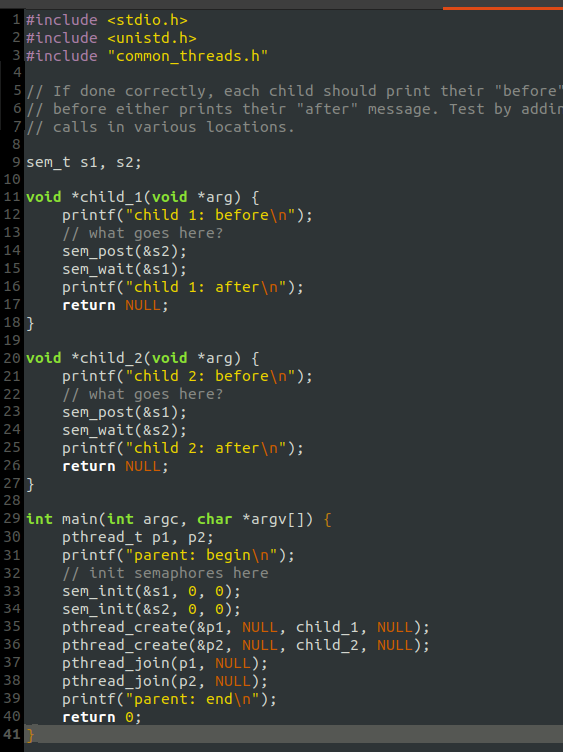 1 #include <stdio.h>
2 #include <unistd.h>
3 #include "common_threads.h"
4
5 // If done correctly, each child should print their "before"
6 // before either prints their "after" message. Test by addin
7 // calls in various locations.
8
9 sem_t s1, s2;
10
11 void *child_1(void *arg) {
12     printf("child 1: before\n");
13     // what goes here?
14     sem_post(&s2);
15     sem_wait(&s1);
16     printf("child 1: after\n");
17     return NULL;
18 }
19
20 void *child_2(void *arg) {
21     printf("child 2: before\n");
22     // what goes here?
23     sem_post(&s1);
24     sem_wait(&s2);
25     printf("child 2: after\n");
26     return NULL;
27 }
28
29 int main(int argc, char *argv[]) {
30     pthread_t p1, p2;
31     printf("parent: begin\n");
32     // init semaphores here
33     sem_init(&s1, 0, 0);
34     sem_init(&s2, 0, 0);
35     pthread_create(&p1, NULL, child_1, NULL);
36     pthread_create(&p2, NULL, child_2, NULL);
37     pthread_join(p1, NULL);
38     pthread_join(p2, NULL);
39     printf("parent: end\n");
40     return 0;
41 }